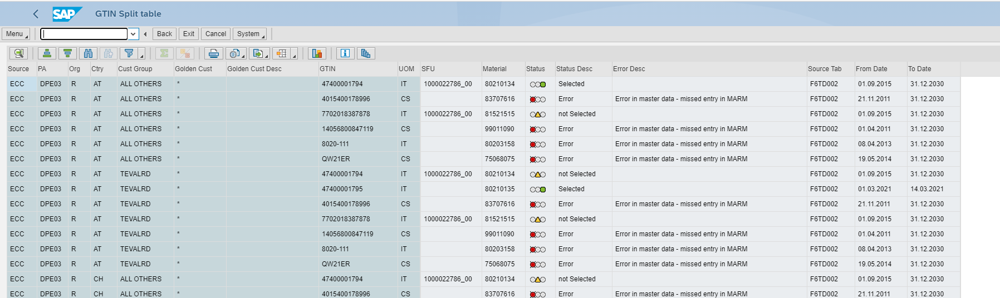 SAP GTIN Split table
Menu Back Exit Cancel System
Source PA Org Ctry Cust Group Golden Cust Golden Cust Desc GTIN UOM SFU Material Status Status Desc Error Desc Source Tab From Date To Date
ECC DPE03 R AT ALL OTHERS * 47400001794 IT 1000022786_00 80210134 Selected F6TD002 01.09.2015 31.12.2030
ECC DPE03 R AT ALL OTHERS * 4015400178996 CS 83707616 Error Error in master data - missed entry in MARM F6TD002 21.11.2011 31.12.2030
ECC DPE03 R AT ALL OTHERS * 7702018387878 IT 1000022786_00 81521515 not Selected F6TD002 01.09.2015 31.12.2030
ECC DPE03 R AT ALL OTHERS * 14056800847119 CS 99011090 Error Error in master data - missed entry in MARM F6TD002 01.04.2011 31.12.2030
ECC DPE03 R AT ALL OTHERS * 8020-111 IT 80203158 Error Error in master data - missed entry in MARM F6TD002 08.04.2013 31.12.2030
ECC DPE03 R AT ALL OTHERS * QW21ER CS 75068075 Error Error in master data - missed entry in MARM F6TD002 19.05.2014 31.12.2030
ECC DPE03 R AT TEVALRD * 47400001794 IT 1000022786_00 80210134 not Selected F6TD002 01.09.2015 31.12.2030
ECC DPE03 R AT TEVALRD * 47400001795 IT 80210135 Selected F6TD002 01.03.2021 14.03.2021
ECC DPE03 R AT TEVALRD * 4015400178996 CS 83707616 Error Error in master data - missed entry in MARM F6TD002 21.11.2011 31.12.2030
ECC DPE03 R AT TEVALRD * 7702018387878 IT 1000022786_00 81521515 not Selected F6TD002 01.09.2015 31.12.2030
ECC DPE03 R AT TEVALRD * 14056800847119 CS 99011090 Error Error in master data - missed entry in MARM F6TD002 01.04.2011 31.12.2030
ECC DPE03 R AT TEVALRD * 8020-111 IT 80203158 Error Error in master data - missed entry in MARM F6TD002 08.04.2013 31.12.2030
ECC DPE03 R AT TEVALRD * QW21ER CS 75068075 Error Error in master data - missed entry in MARM F6TD002 19.05.2014 31.12.2030
ECC DPE03 R CH ALL OTHERS * 47400001794 IT 1000022786_00 80210134 not Selected F6TD002 01.09.2015 31.12.2030
ECC DPE03 R CH ALL OTHERS * 4015400178996 CS 83707616 Error Error in master data - missed entry in MARM F6TD002 21.11.2011 31.12.2030